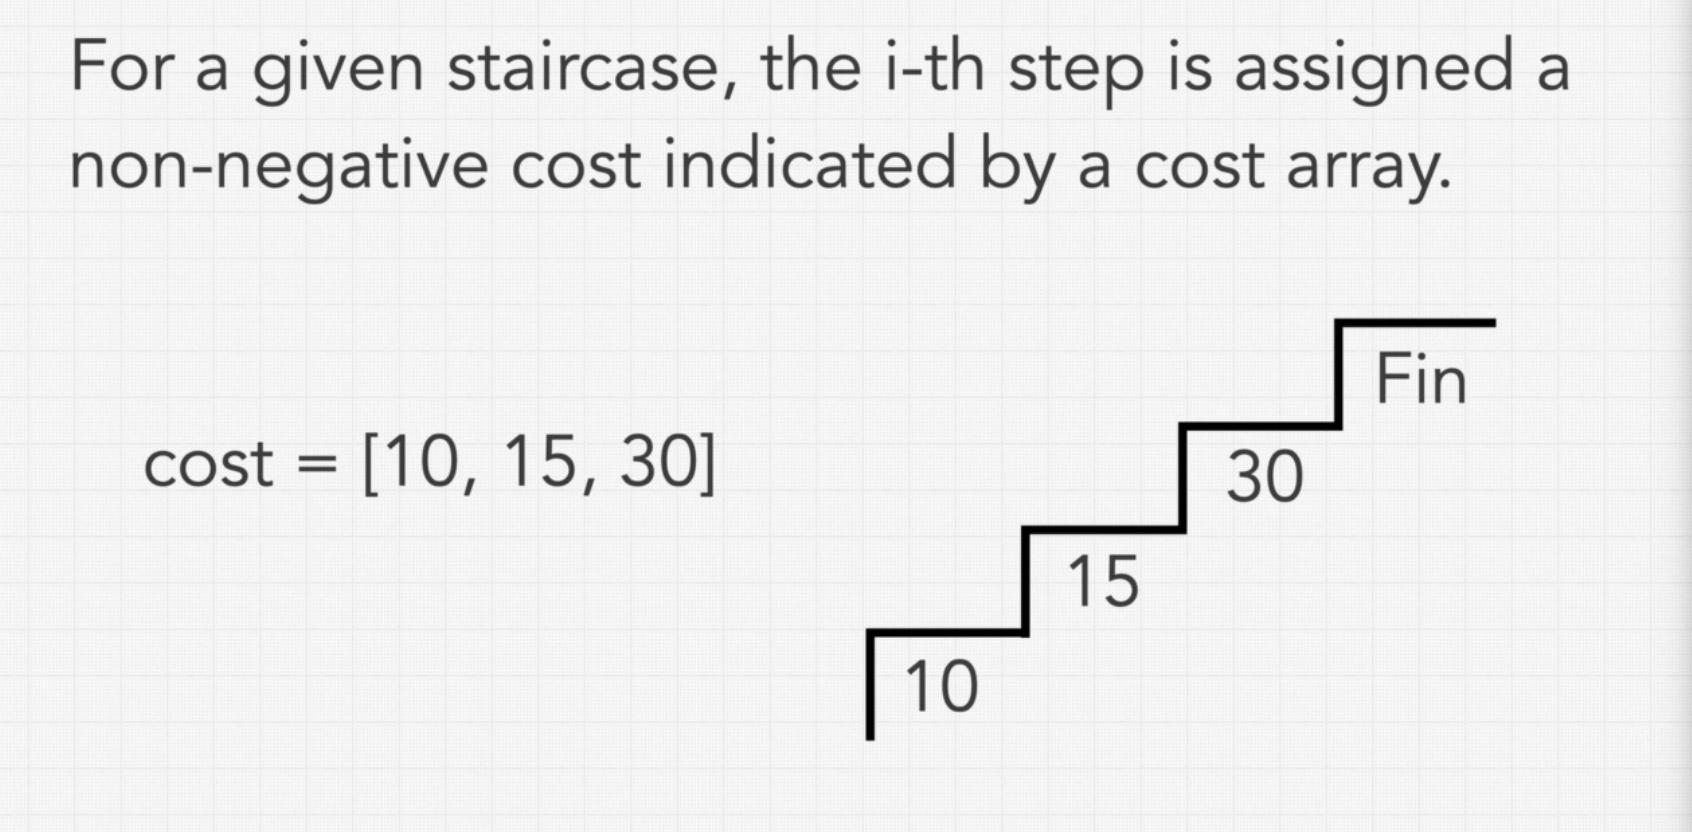 For a given staircase, the i-th step is assigned a
non-negative cost indicated by a cost array.
cost = [10, 15, 30]
Fin
30
15
10